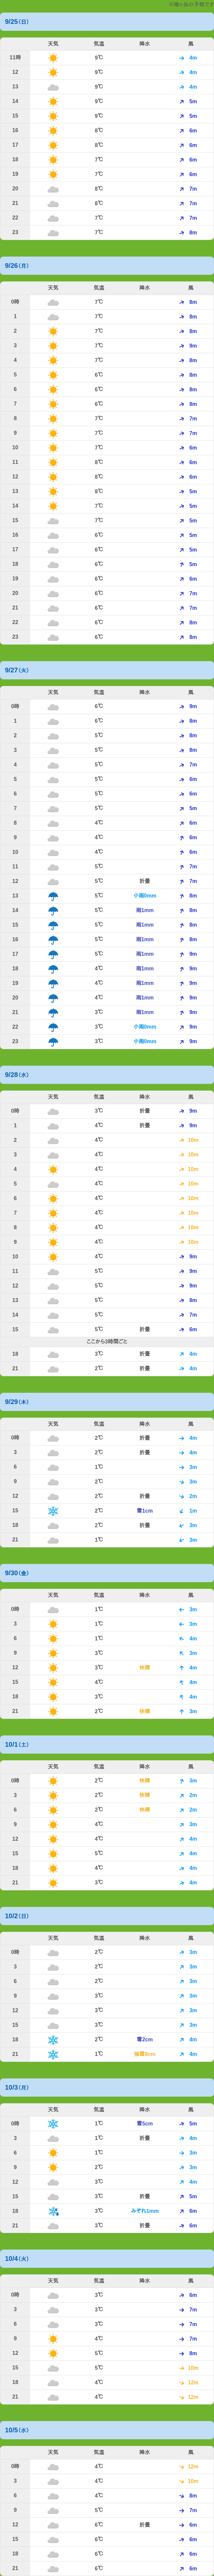 9/25(日)
天気 気温 降水 風
11時 9℃ 4m
12 9℃ 4m
13 9℃ 4m
14 9℃ 5m
15 9℃ 5m
16 8℃ 6m
17 8℃ 6m
18 7℃ 6m
19 7℃ 6m
20 8℃ 7m
21 8℃ 7m
22 7℃ 7m
23 7℃ 8m
9/26(月)
天気 気温 降水 風
0時 7℃ 8m
1 7℃ 8m
2 7℃ 8m
3 7℃ 9m
4 7℃ 8m
5 6℃ 8m
6 6℃ 8m
7 6℃ 8m
8 7℃ 7m
9 7℃ 7m
10 7℃ 6m
11 8℃ 6m
12 8℃ 6m
13 8℃ 5m
14 7℃ 5m
15 7℃ 5m
16 6℃ 5m
17 6℃ 5m
18 6℃ 5m
19 6℃ 6m
20 6℃ 7m
21 6℃ 7m
22 6℃ 8m
23 6℃ 8m
9/27(火)
天気 気温 降水 風
0時 6℃ 9m
1 6℃ 8m
2 5℃ 8m
3 5℃ 8m
4 5℃ 7m
5 5℃ 6m
6 5℃ 6m
7 5℃ 5m
8 4℃ 6m
9 4℃ 6m
10 4℃ 6m
11 5℃ 7m
12 5℃ 折畳 7m
13 5℃ 小雨0mm 8m
14 5℃ 雨1mm 8m
15 5℃ 雨1mm 8m
16 5℃ 雨1mm 8m
17 5℃ 雨1mm 9m
18 4℃ 雨1mm 9m
19 4℃ 雨1mm 9m
20 4℃ 雨1mm 9m
21 3℃ 雨1mm 8m
22 3℃ 小雨0mm 9m
23 3℃ 小雨0mm 9m
9/28(水)
天気 気温 降水 風
0時 3℃ 折畳 9m
1 4℃ 折畳 9m
2 4℃ 10m
3 4℃ 10m
4 4℃ 10m
5 4℃ 10m
6 4℃ 10m
7 4℃ 10m
8 4℃ 10m
9 4℃ 10m
10 4℃ 9m
11 5℃ 9m
12 5℃ 9m
13 5℃ 8m
14 5℃ 7m
15 5℃ 折畳 6m
ここから3時間ごと
18 3℃ 折畳 4m
21 2℃ 折畳 4m
9/29(木)
天気 気温 降水 風
0時 2℃ 折畳 4m
3 2℃ 折畳 4m
6 1℃ 3m
9 2℃ 3m
12 2℃ 折畳 2m
15 2℃ 雪1cm 1m
18 2℃ 折畳 3m
21 1℃ 3m
9/30(金)
天気 気温 降水 風
0時 1℃ 3m
3 1℃ 3m
6 1℃ 4m
9 3℃ 3m
12 3℃ 快晴 4m
15 4℃ 4m
18 3℃ 4m
21 2℃ 快晴 3m
10/1(土)
天気 気温 降水 風
0時 2℃ 快晴 3m
3 2℃ 快晴 2m
6 2℃ 快晴 2m
9 4℃ 3m
12 4℃ 4m
15 5℃ 4m
18 4℃ 4m
21 3℃ 4m
10/2(日)
天気 気温 降水 風
0時 2℃ 3m
3 2℃ 3m
6 2℃ 3m
9 3℃ 3m
12 3℃ 3m
15 3℃ 3m
18 2℃ 雪2cm 4m
21 1℃ 4m
10/3(月)
天気 気温 降水 風
0時 1℃ 雪5cm 5m
3 1℃ 折畳 4m
6 1℃ 3m
9 2℃ 3m
12 3℃ 4m
15 3℃ 折畳 5m
18 3℃ みぞれ1mm 6m
21 3℃ 折畳 6m
10/4(火)
天気 気温 降水 風
0時 3℃ 6m
3 3℃ 7m
6 3℃ 7m
9 4℃ 7m
12 5℃ 8m
15 5℃ 10m
18 4℃ 12m
21 4℃ 12m
10/5(水)
天気 気温 降水 風
0時 4℃ 12m
3 4℃ 10m
6 4℃ 8m
9 5℃ 7m
12 6℃ 折畳 6m
15 6℃ 6m
18 6℃ 6m
21 6℃ 6m